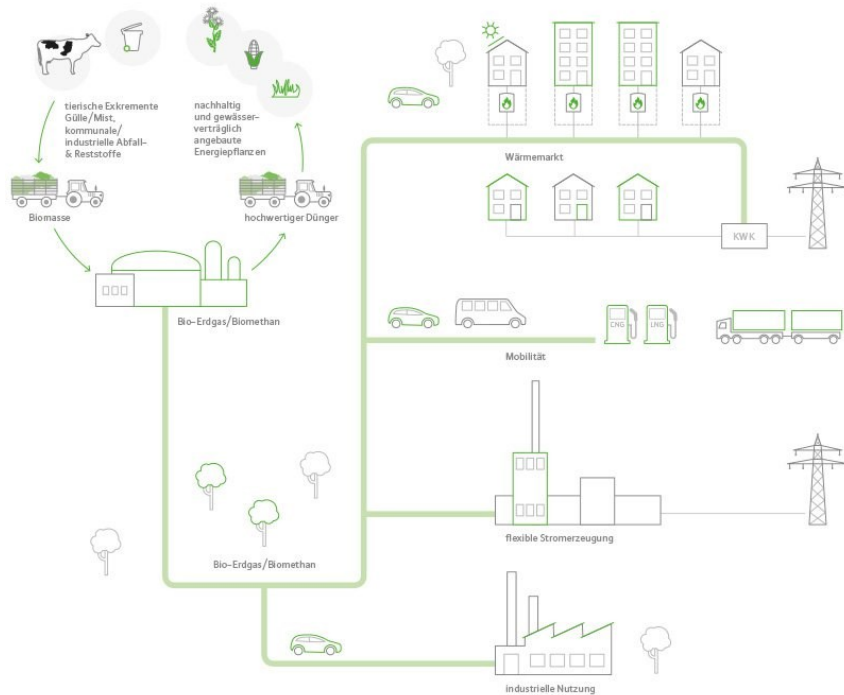 tierische Exkremente
Gülle/Mist,
kommunale/
industrielle Abfall-
& Reststoffe
nachhaltig
und gewässer-
verträglich
angebaute
Energiepflanzen
Biomasse
hochwertiger Dünger
Bio-Erdgas/Biomethan
Wärmemarkt
KWK
CNG
LNG
Mobilität
flexible Stromerzeugung
Bio-Erdgas/Biomethan
industrielle Nutzung